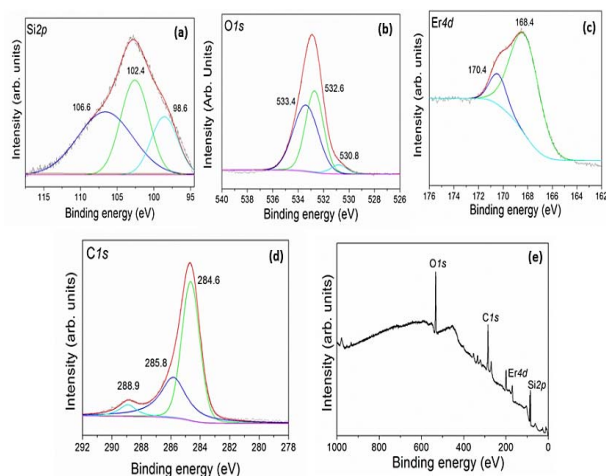 Si2p
(a)
106.6
102.4
98.6
Intensity (arb. units)
115 110 105 100 95
Binding energy (eV)
O1s
(b)
533.4
532.6
530.8
Intensity (Arb. Units)
540 538 536 534 532 530 528 526
Binding energy (eV)
Er4d
(c)
168.4
170.4
Intensity (arb. units)
176 174 172 170 168 166 164 162
Binding energy (eV)
C1s
(d)
284.6
285.8
288.9
Intensity (arb. units)
292 290 288 286 284 282 280 278
Binding energy (eV)
(e)
O1s
C1s
Er4d
Si2p
Intensity (arb. units)
1000 800 600 400 200 0
Binding energy (eV)